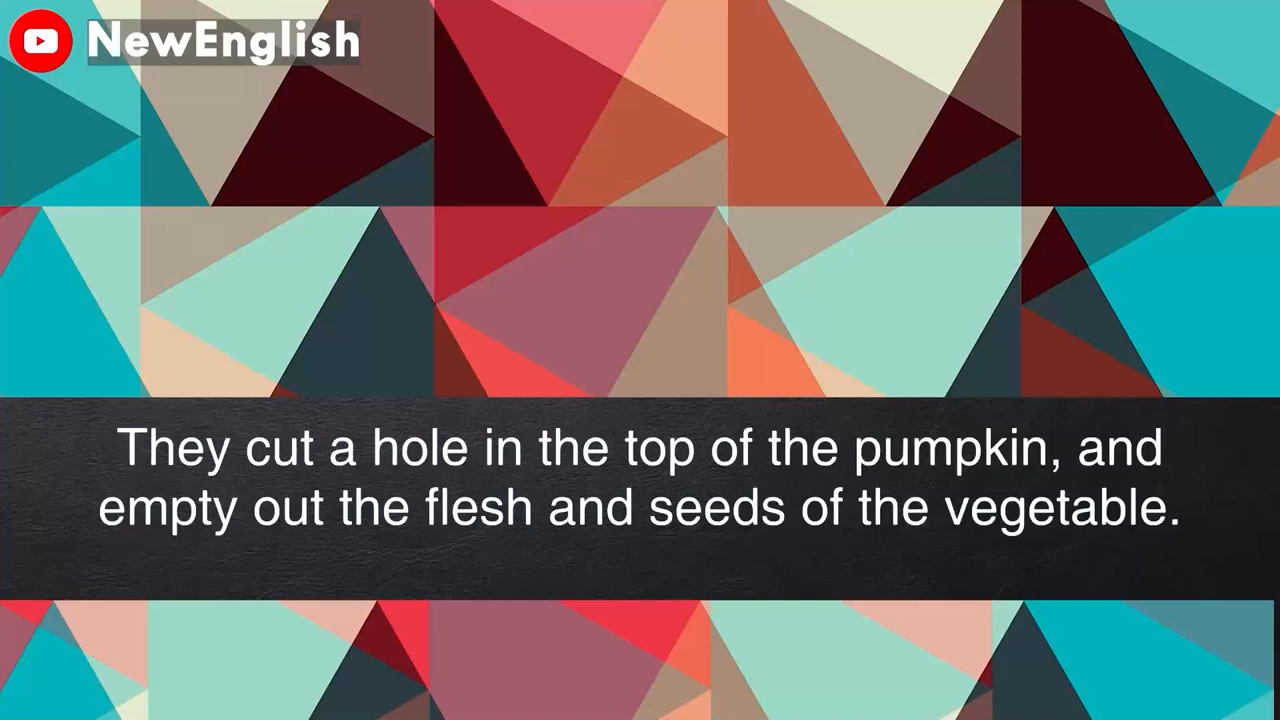 NewEnglish
They cut a hole in the top of the pumpkin, and
empty out the flesh and seeds of the vegetable.